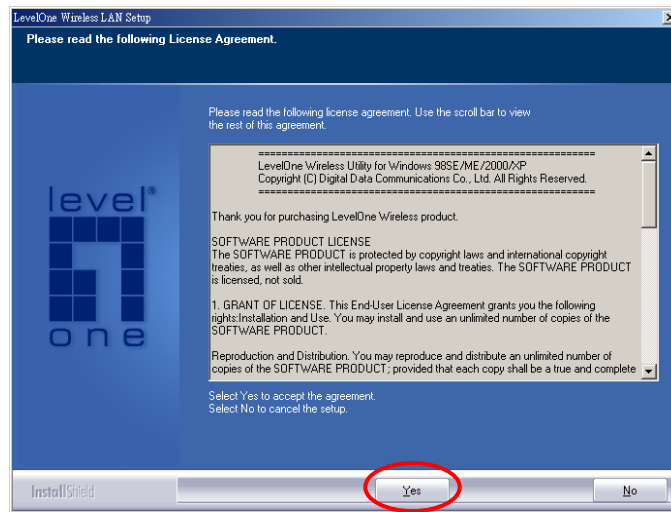 LevelOne Wireless LAN Setup
Please read the following License Agreement.
Please read the following license agreement. Use the scroll bar to view
the rest of this agreement.
============================================================
LevelOne Wireless Utility for Windows 98SE/ME/2000/XP
Copyright (C) Digital Data Communications Co., Ltd. All Rights Reserved.
============================================================
Thank you for purchasing LevelOne Wireless product.
SOFTWARE PRODUCT LICENSE
The SOFTWARE PRODUCT is protected by copyright laws and international copyright
treaties, as well as other intellectual property laws and treaties. The SOFTWARE PRODUCT
is licensed, not sold.
1. GRANT OF LICENSE. This End-User License Agreement grants you the following
rights:Installation and Use. You may install and use an unlimited number of copies of the
SOFTWARE PRODUCT.
Reproduction and Distribution. You may reproduce and distribute an unlimited number of
copies of the SOFTWARE PRODUCT; provided that each copy shall be a true and complete
Select Yes to accept the agreement.
Select No to cancel the setup.
level®
one
InstallShield
Yes
No